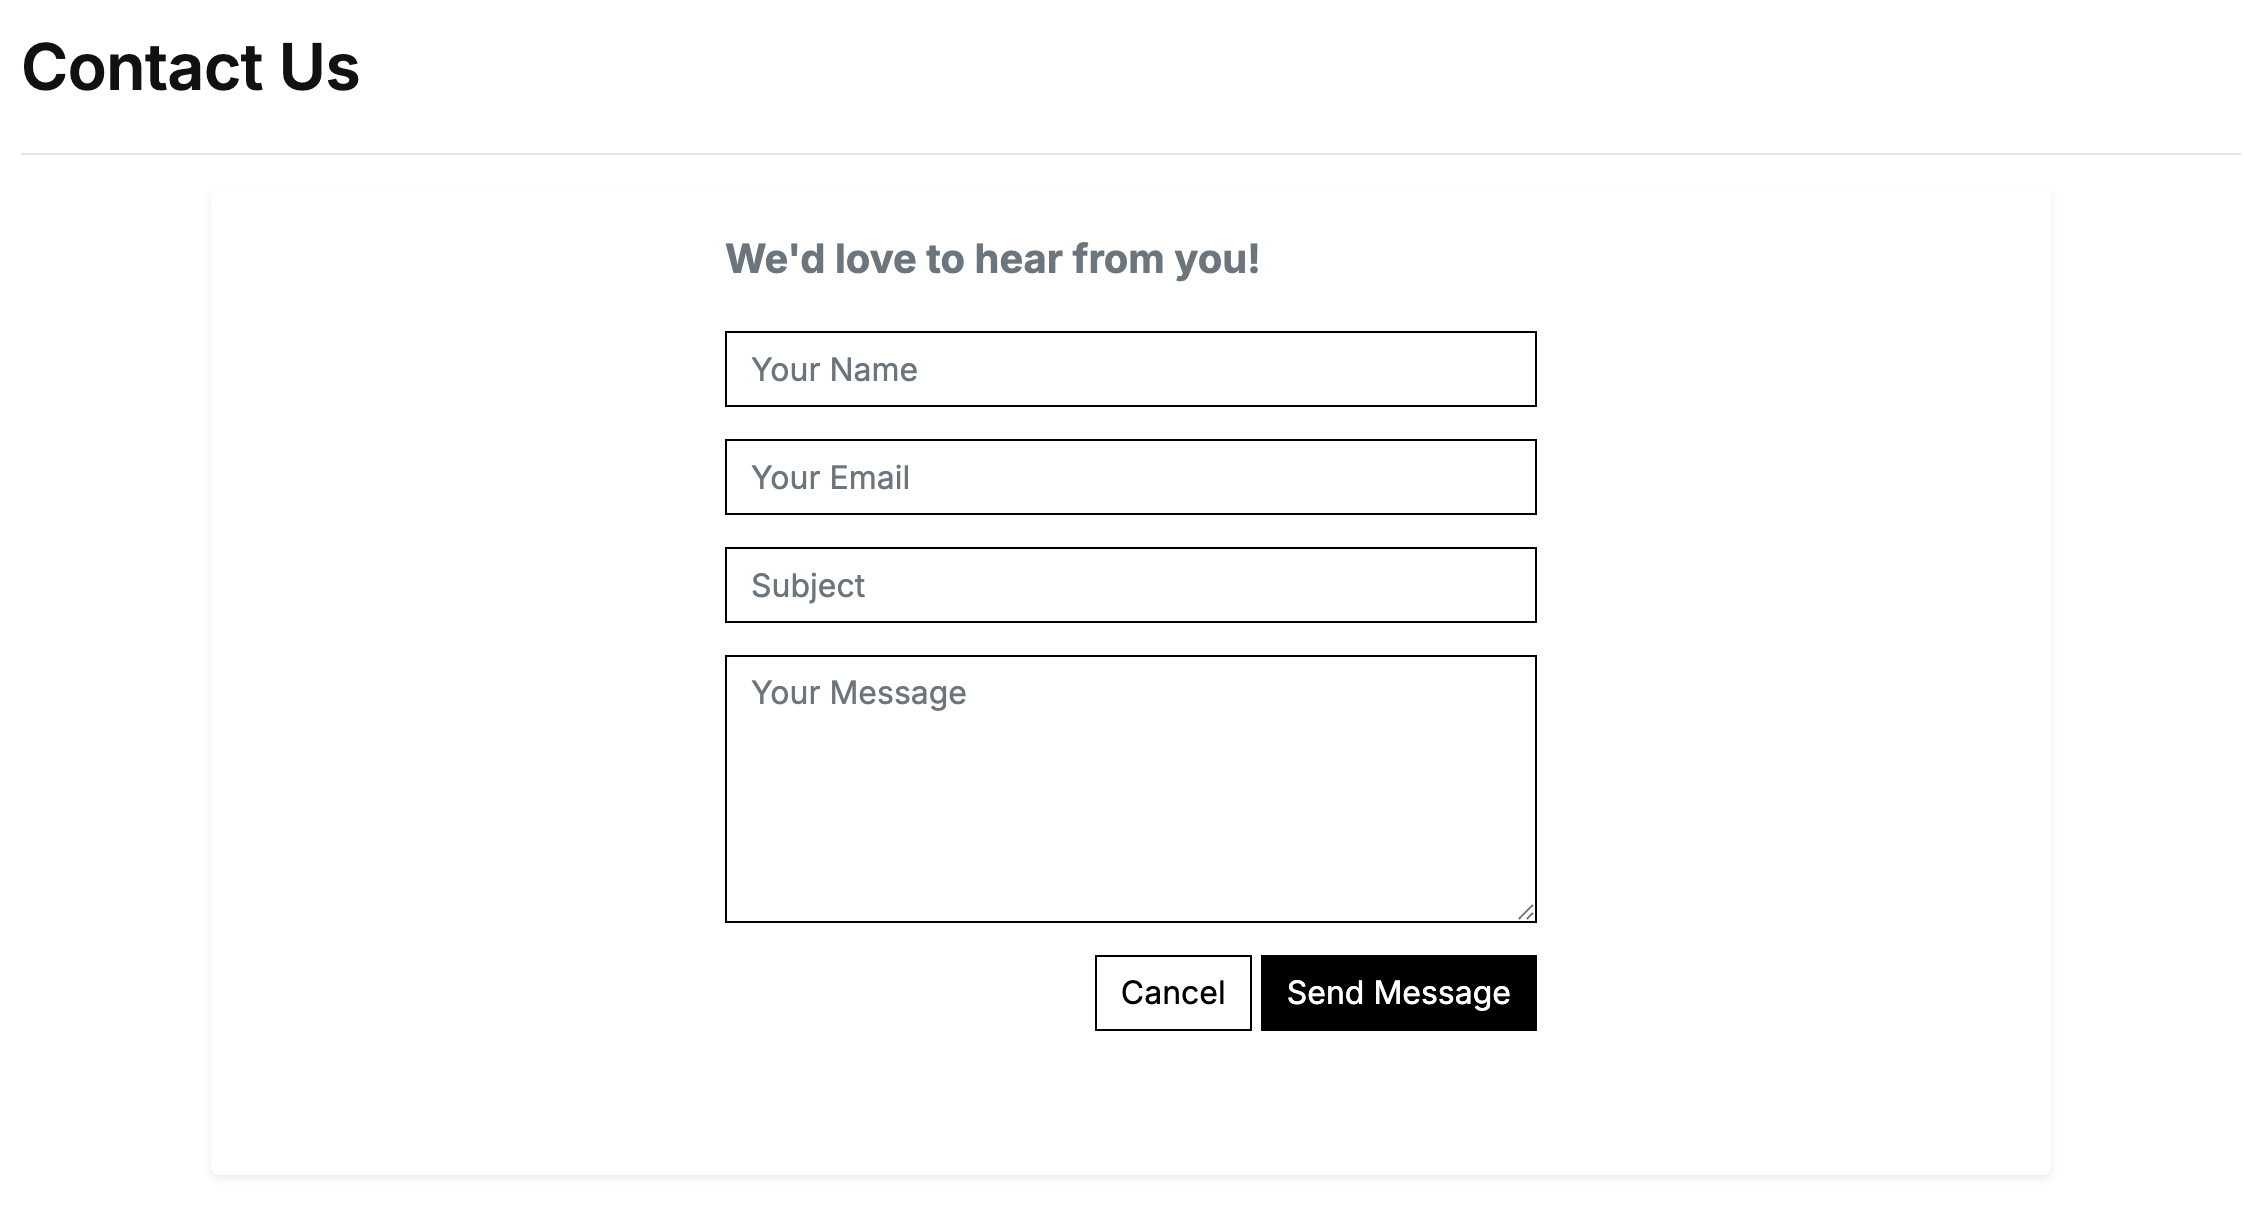 Contact Us
We'd love to hear from you!
Your Name
Your Email
Subject
Your Message
Cancel Send Message